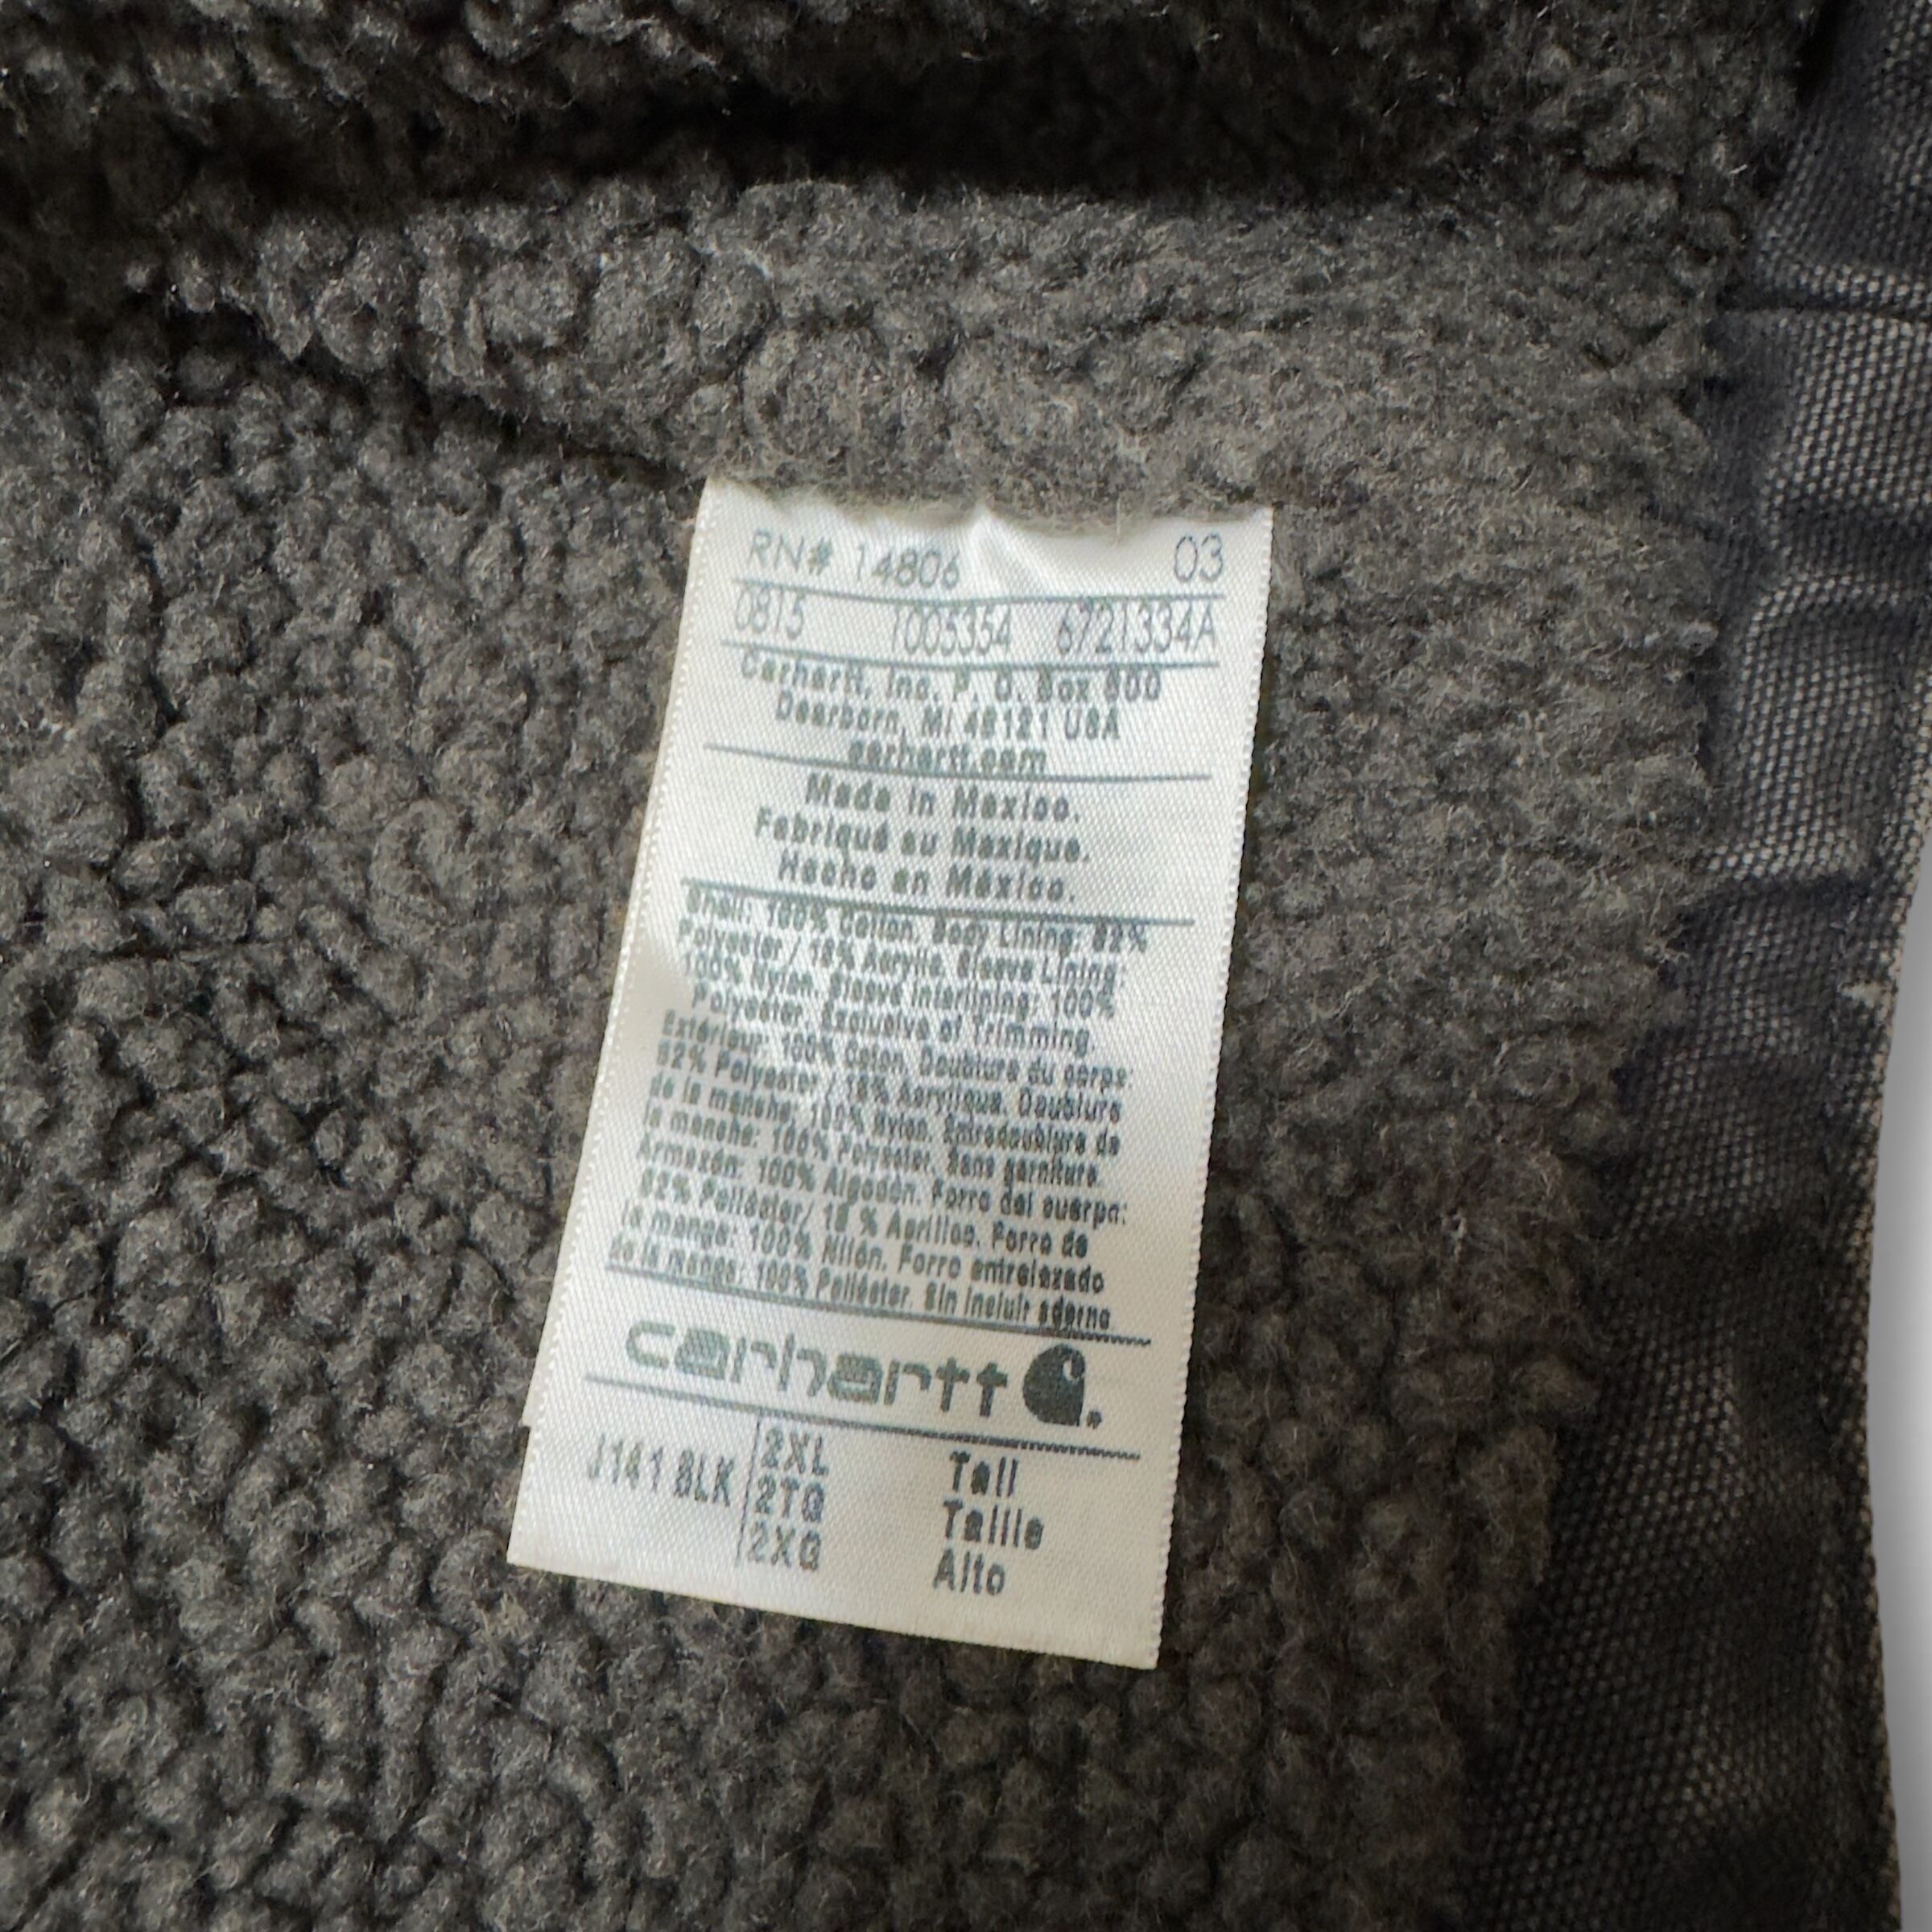 RN# 14806 03
0815 1005354 6721334A
Carhartt, Inc. P. O. Box 600
Dearborn, MI 48121 USA
carhartt.com
Made in Mexico.
Fabriqué au Mexique.
Hecho en México.
Shell: 100% Cotton. Body Lining: 82%
Polyester / 18% Acrylic. Sleeve Lining:
100% Nylon. Sleeve Interlining: 100%
Polyester. Exclusive of Trimming.
Extérieur: 100% Coton. Doublure du corps:
82% Polyester / 18% Acrylique. Doublure
de la manche: 100% Nylon. Entredoublure de
la manche: 100% Polyester. Sans garniture.
Armazón: 100% Algodón. Forro del cuerpo:
82% Poliéster/ 18 % Acrílico. Forro de
la manga: 100% Nilón. Forro entrelazado
de la manga: 100% Poliéster. Sin incluir adorno
carhartt
J141 BLK 2XL Tall
2TG Taille
2XG Alto